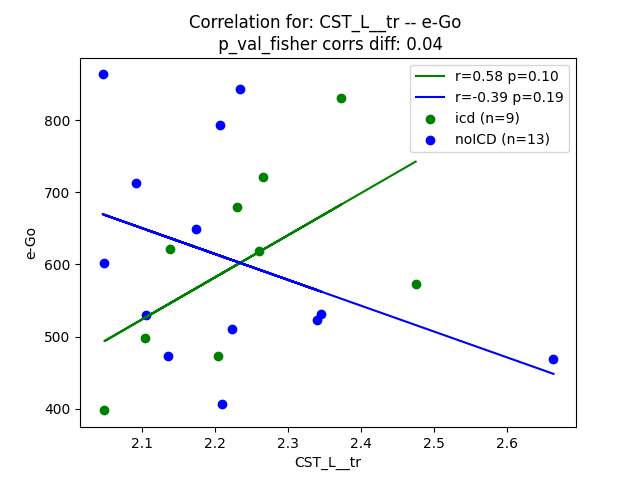 Correlation for: CST_L__tr -- e-Go
p_val_fisher corrs diff: 0.04
r=0.58 p=0.10
r=-0.39 p=0.19
icd (n=9)
noICD (n=13)
800
700
600
500
400
e-Go
2.1 2.2 2.3 2.4 2.5 2.6
CST_L__tr